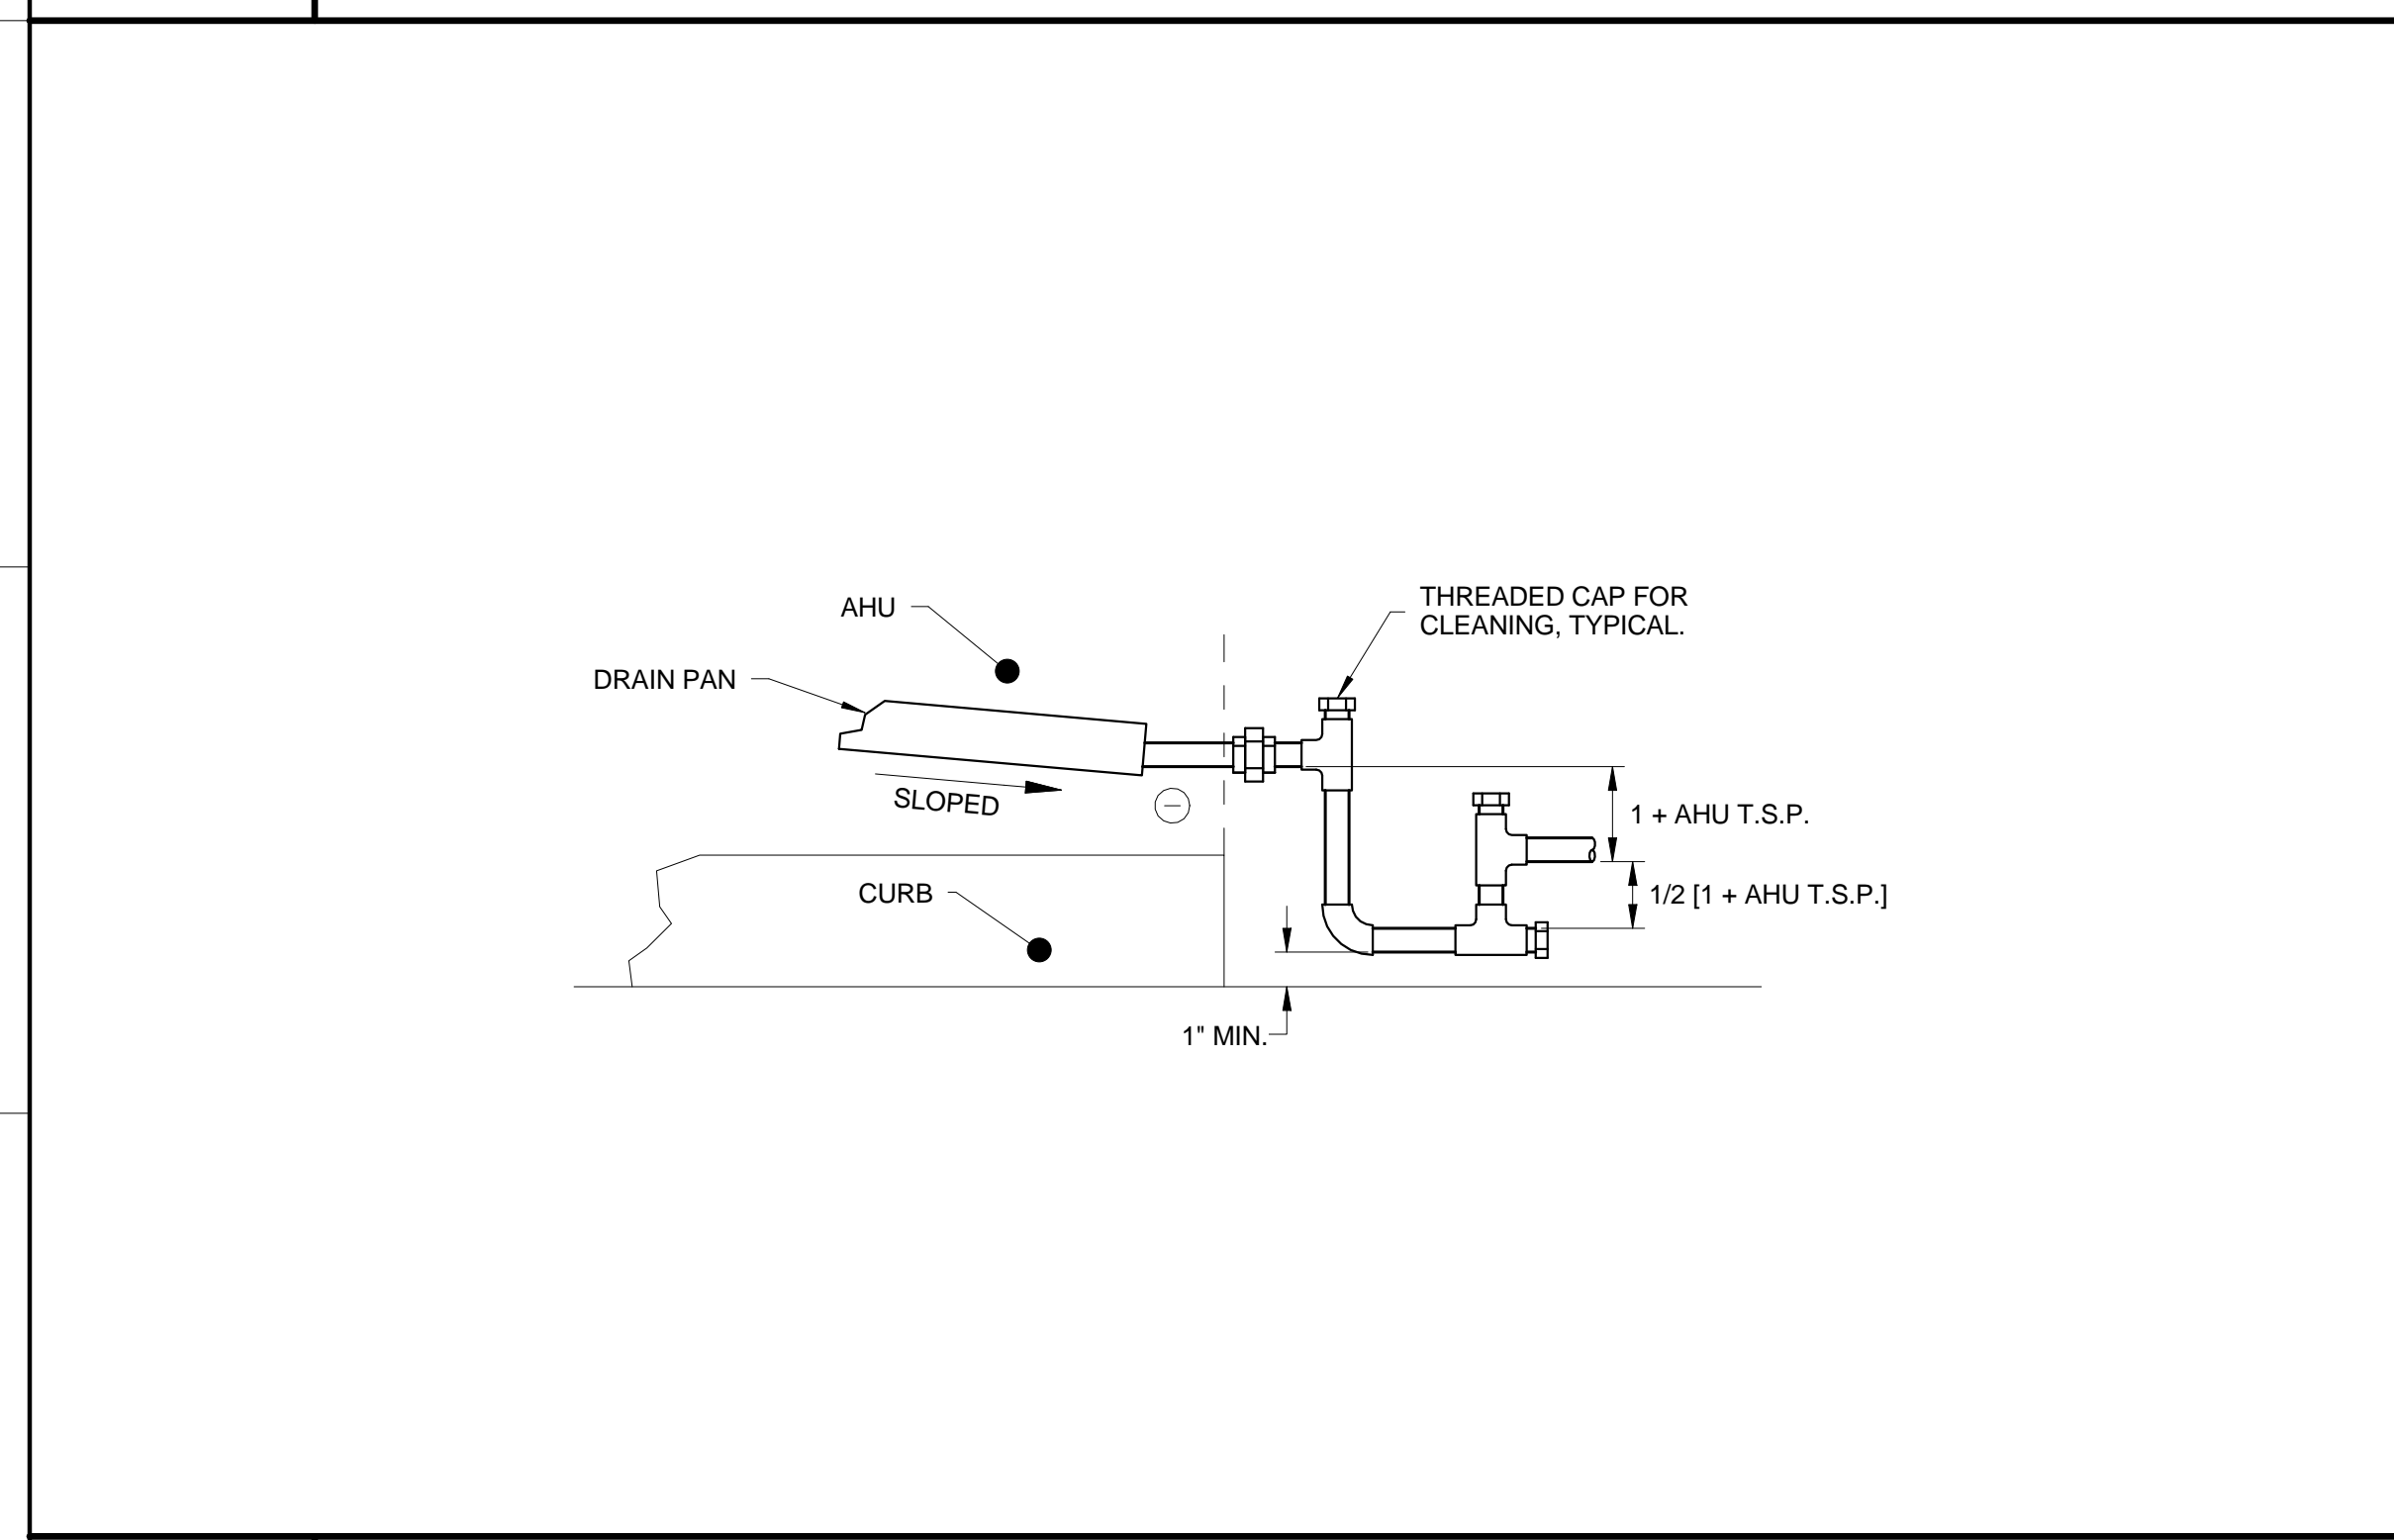 THREADED CAP FOR
CLEANING, TYPICAL.
AHU
DRAIN PAN
SLOPED
1 + AHU T.S.P.
CURB
1/2 [1 + AHU T.S.P.]
1" MIN.